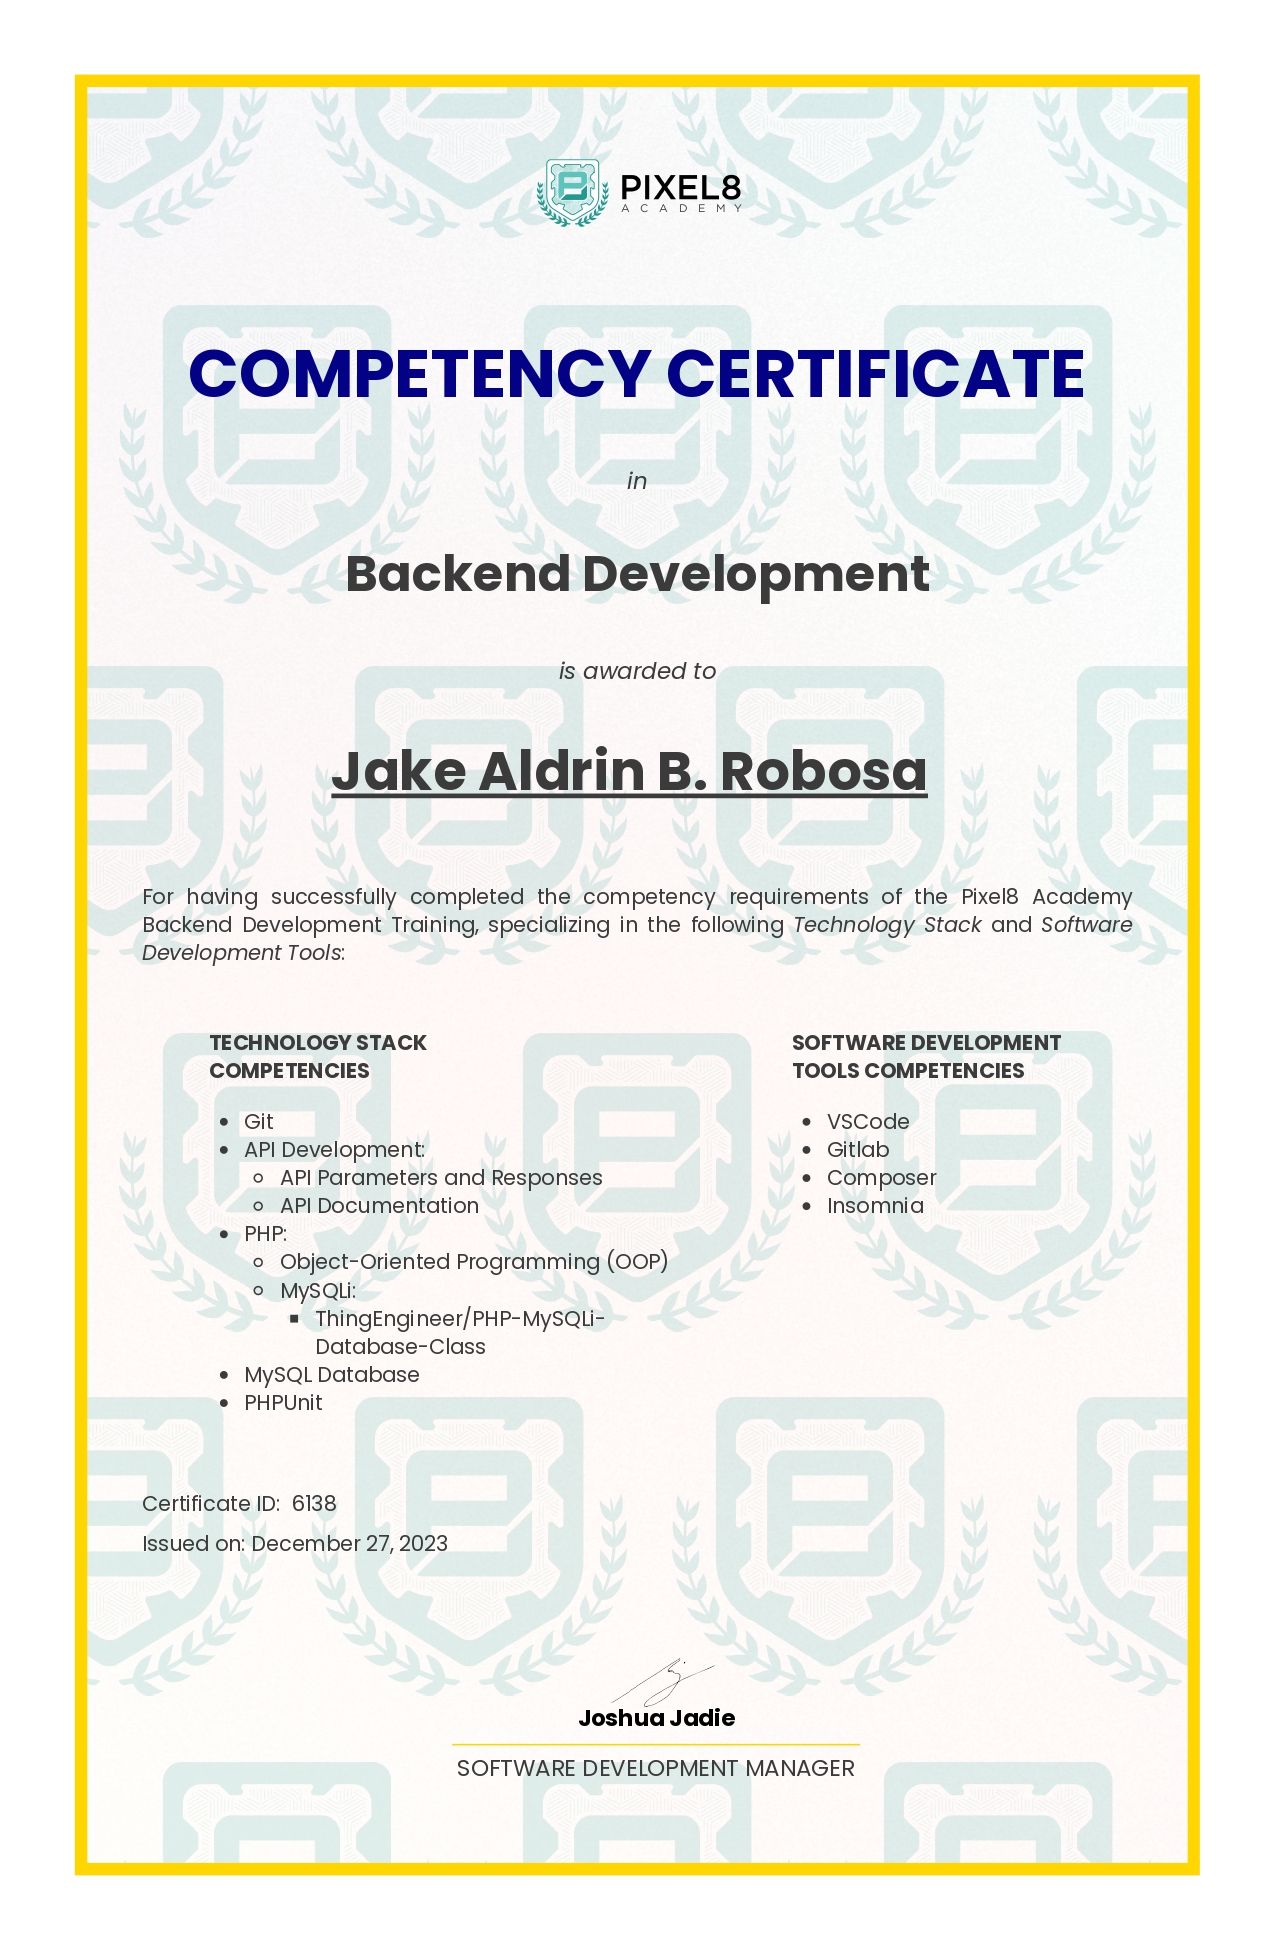 PIXEL8
ACADEMY
COMPETENCY CERTIFICATE
in
Backend Development
is awarded to
Jake Aldrin B. Robosa
For having successfully completed the competency requirements of the Pixel8 Academy
Backend Development Training, specializing in the following Technology Stack and Software
Development Tools:
TECHNOLOGY STACK
COMPETENCIES
• Git
• API Development:
○ API Parameters and Responses
○ API Documentation
• PHP:
○ Object-Oriented Programming (OOP)
○ MySQLi:
▪ ThingEngineer/PHP-MySQLi-
Database-Class
• MySQL Database
• PHPUnit
SOFTWARE DEVELOPMENT
TOOLS COMPETENCIES
• VSCode
• Gitlab
• Composer
• Insomnia
Certificate ID: 6138
Issued on: December 27, 2023
Joshua Jadie
SOFTWARE DEVELOPMENT MANAGER